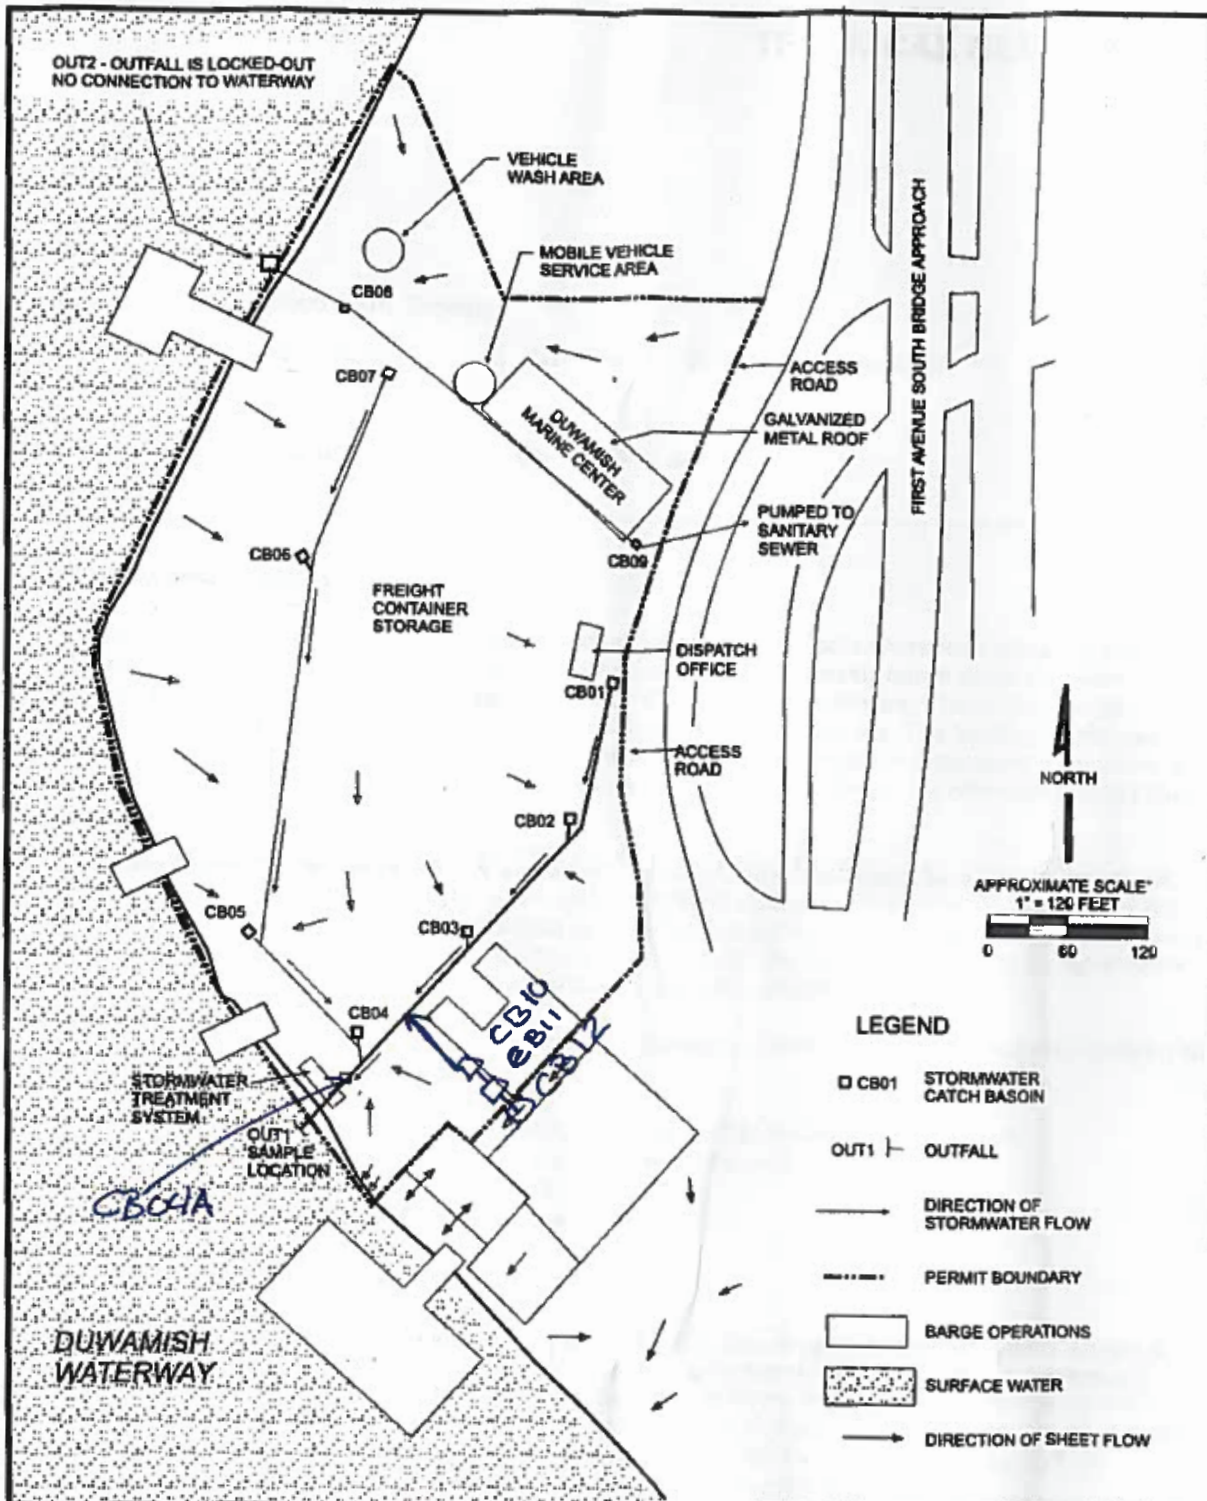 OUT2 - OUTFALL IS LOCKED-OUT
NO CONNECTION TO WATERWAY
VEHICLE
WASH AREA
MOBILE VEHICLE
SERVICE AREA
CB08
CB07
ACCESS
ROAD
DUWAMISH
MARINE CENTER
GALVANIZED
METAL ROOF
FIRST AVENUE SOUTH BRIDGE APPROACH
PUMPED TO
SANITARY
SEWER
CB06
CB09
FREIGHT
CONTAINER
STORAGE
DISPATCH
OFFICE
CB01
ACCESS
ROAD
NORTH
CB02
APPROXIMATE SCALE"
1" = 120 FEET
0 60 120
CB05
CB03
CB10
CB11
CB12
CB04
STORMWATER
TREATMENT
SYSTEM
OUT1
SAMPLE
LOCATION
CB04A
DUWAMISH
WATERWAY
LEGEND
CB01 STORMWATER
CATCH BASOIN
OUT1 OUTFALL
DIRECTION OF
STORMWATER FLOW
PERMIT BOUNDARY
BARGE OPERATIONS
SURFACE WATER
DIRECTION OF SHEET FLOW